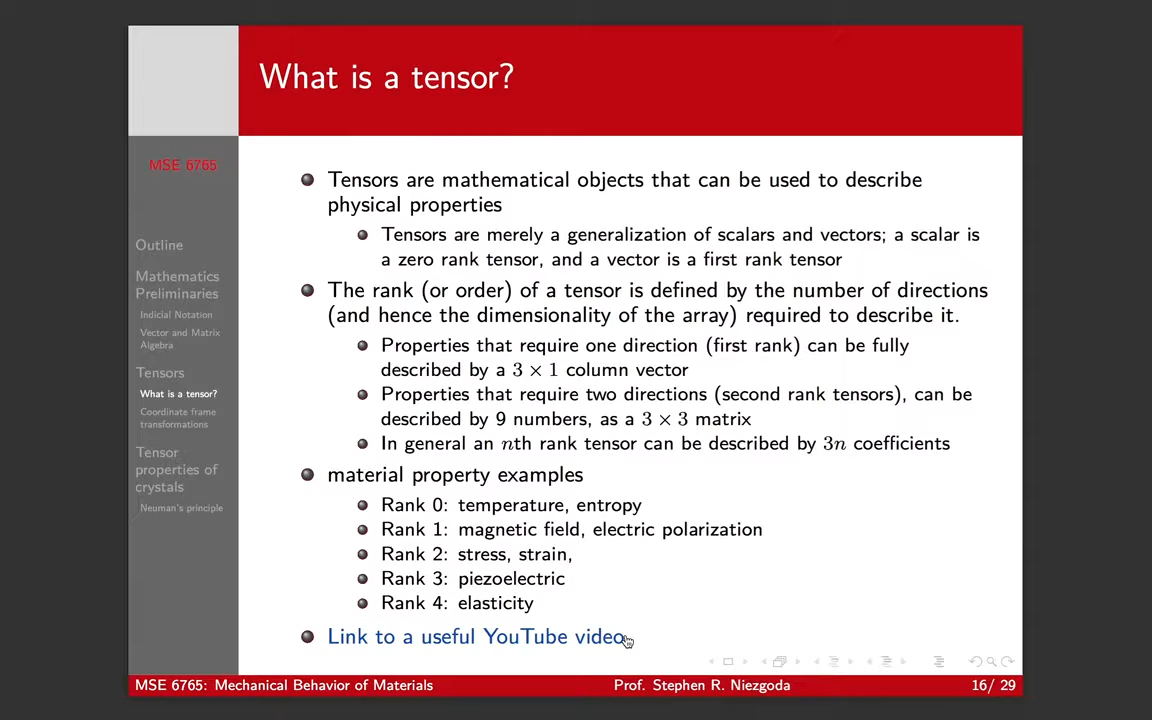 What is a tensor?
MSE 6765
Outline
Mathematics
Preliminaries
Indicial Notation
Vector and Matrix
Algebra
Tensors
What is a tensor?
Coordinate frame
transformations
Tensor
properties of
crystals
Neuman's principle
Tensors are mathematical objects that can be used to describe
physical properties
Tensors are merely a generalization of scalars and vectors; a scalar is
a zero rank tensor, and a vector is a first rank tensor
The rank (or order) of a tensor is defined by the number of directions
(and hence the dimensionality of the array) required to describe it.
Properties that require one direction (first rank) can be fully
described by a 3 × 1 column vector
Properties that require two directions (second rank tensors), can be
described by 9 numbers, as a 3 × 3 matrix
In general an nth rank tensor can be described by 3n coefficients
material property examples
Rank 0: temperature, entropy
Rank 1: magnetic field, electric polarization
Rank 2: stress, strain,
Rank 3: piezoelectric
Rank 4: elasticity
Link to a useful YouTube video
MSE 6765: Mechanical Behavior of Materials
Prof. Stephen R. Niezgoda
16/ 29